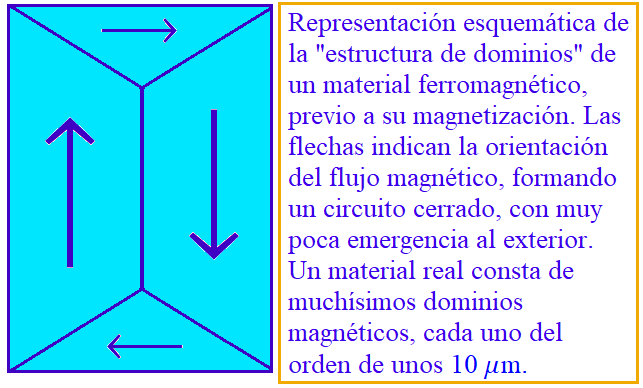 Representación esquemática de
la "estructura de dominios" de
un material ferromagnético,
previo a su magnetización. Las
flechas indican la orientación
del flujo magnético, formando
un circuito cerrado, con muy
poca emergencia al exterior.
Un material real consta de
muchísimos dominios
magnéticos, cada uno del
orden de unos 10 μm.